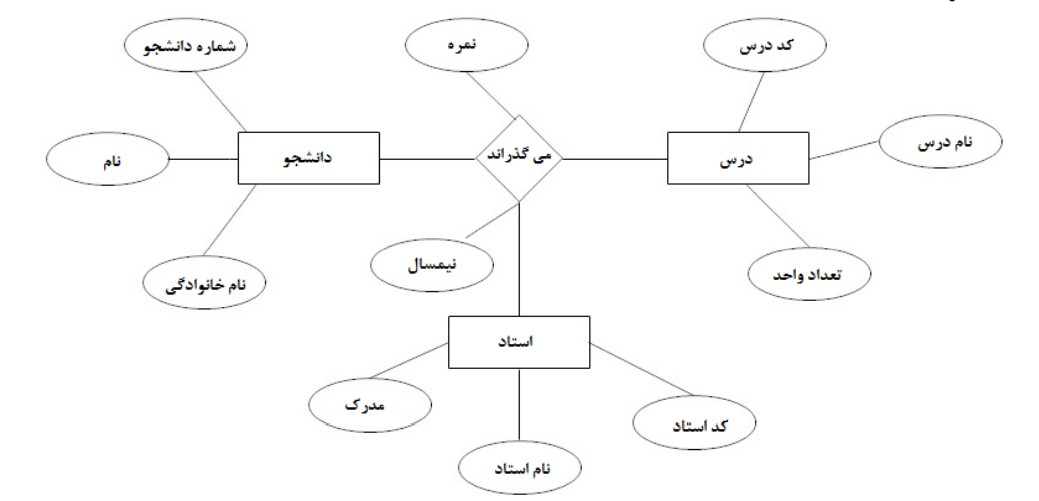 کد درس
نمره
شماره دانشجو
نام درس
درس
می گذراند
دانشجو
نام
تعداد واحد
نیمسال
نام خانوادگی
استاد
کد استاد
مدرک
نام استاد